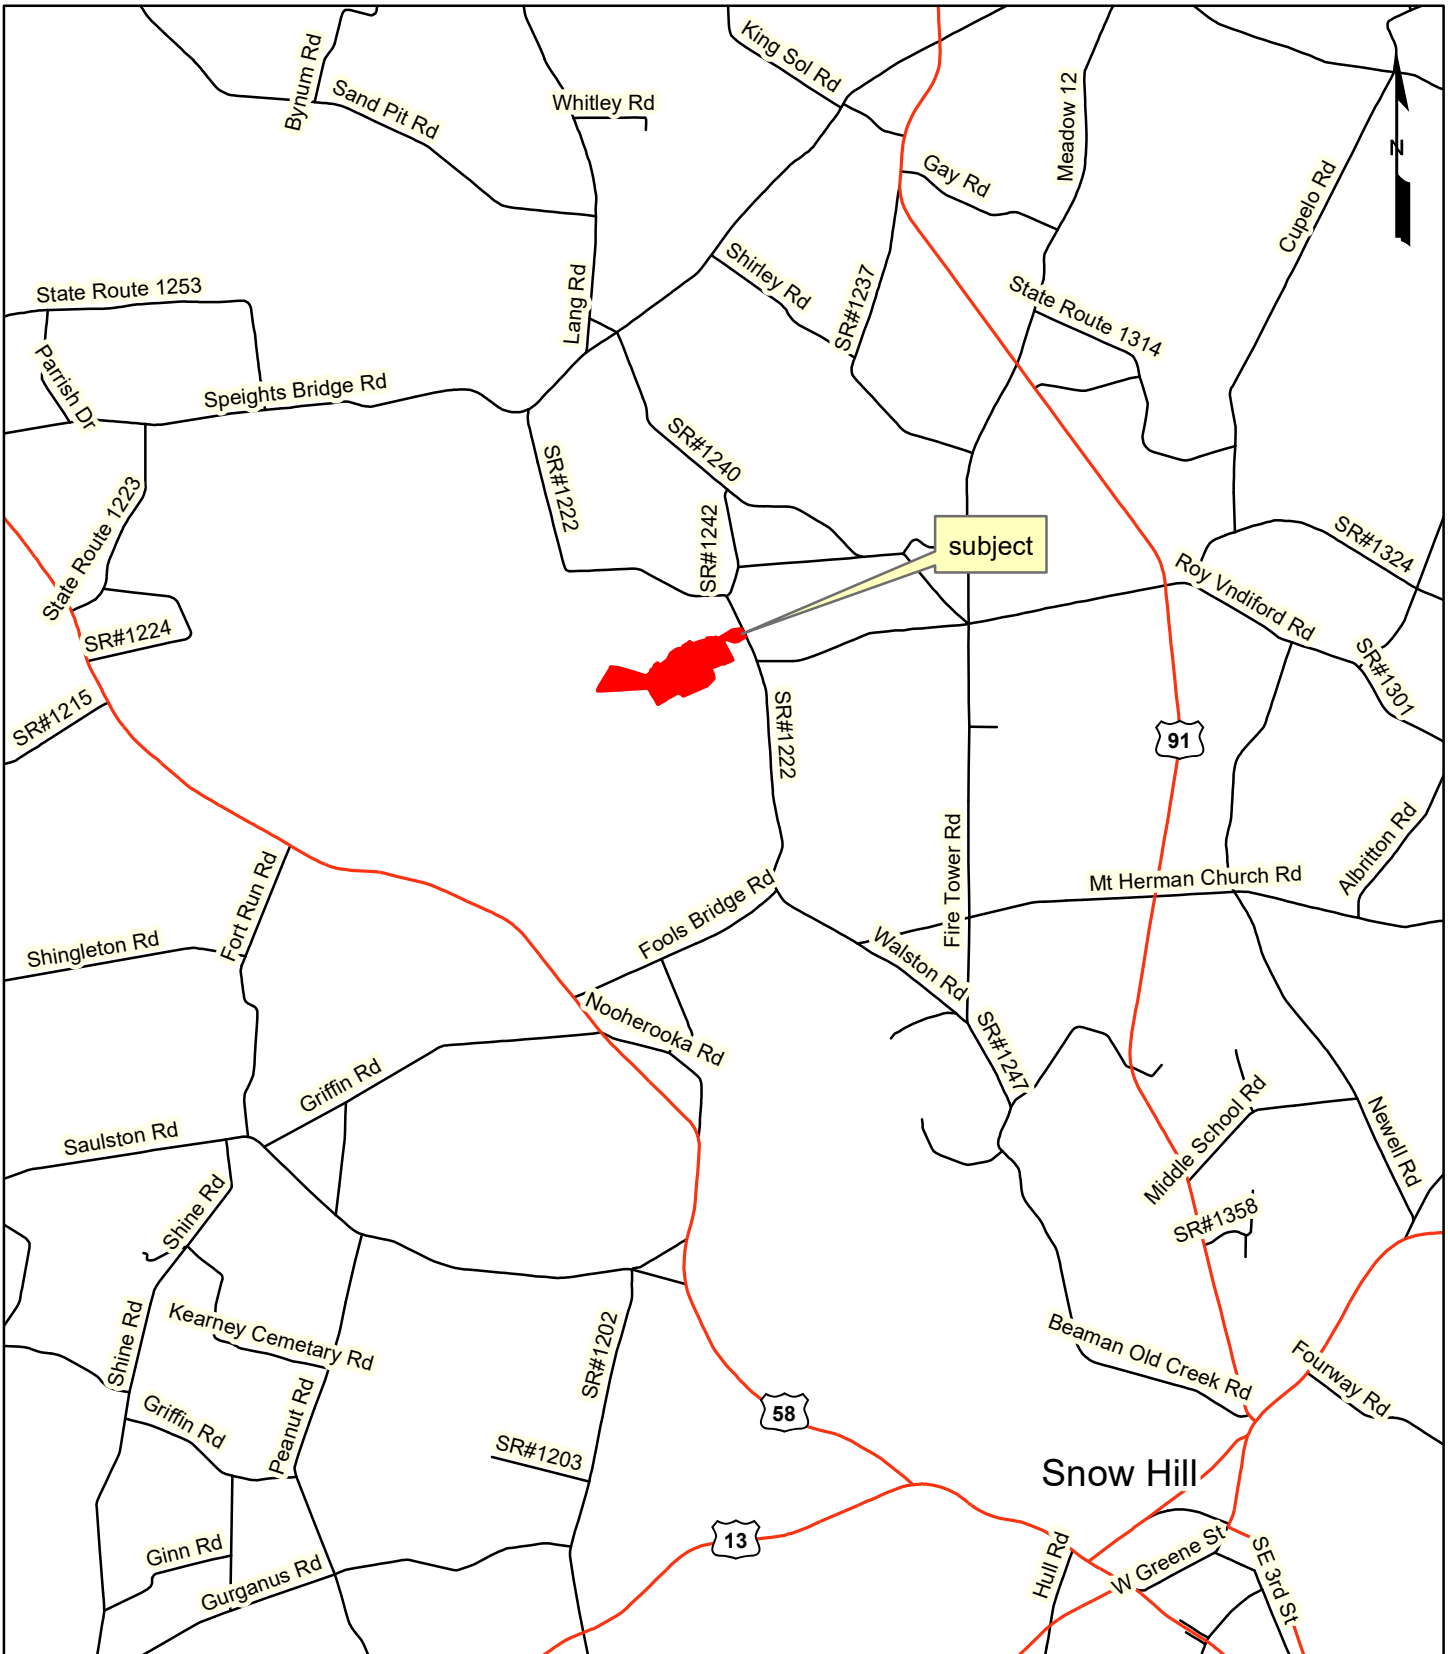 King Sol Rd
Bynum Rd
Sand Pit Rd
Whitley Rd
Meadow 12
N
Gay Rd
Cupelo Rd
Shirley Rd
SR#1237
Lang Rd
State Route 1253
State Route 1314
Parrish Dr
Speights Bridge Rd
SR#1240
SR#1222
State Route 1223
SR#1242
subject
SR#1324
Roy Vndiford Rd
SR#1224
SR#1301
SR#1215
SR#1222
91
Fire Tower Rd
Albritton Rd
Mt Herman Church Rd
Fort Run Rd
Fools Bridge Rd
Shingleton Rd
Walston Rd
Nooherooka Rd
SR#1247
Griffin Rd
Middle School Rd
Newell Rd
Saulston Rd
Shine Rd
SR#1358
Shine Rd
Kearney Cemetary Rd
SR#1202
Beaman Old Creek Rd
Fourway Rd
Griffin Rd
Peanut Rd
58
SR#1203
Snow Hill
13
Ginn Rd
Hull Rd
W Greene St
SE 3rd St
Gurganus Rd